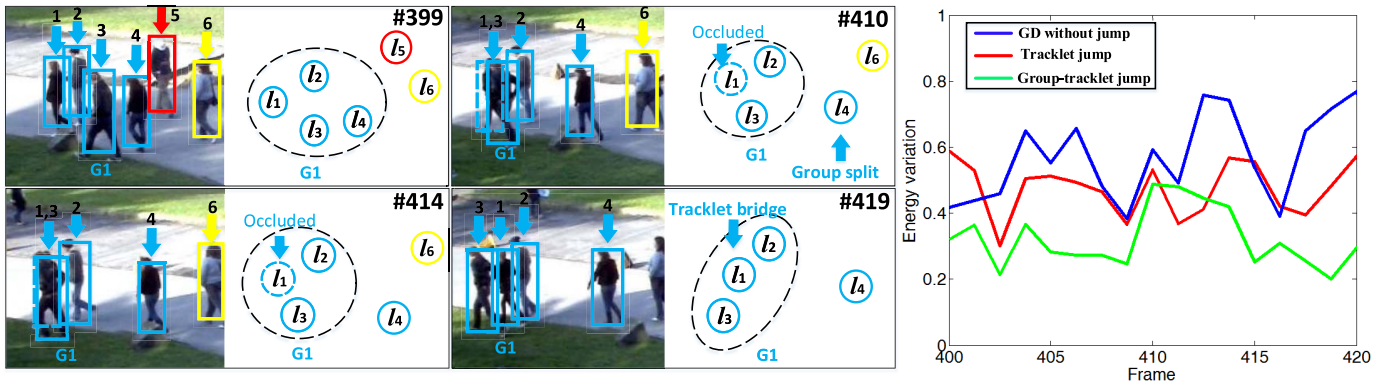 1 2 3 4 5 6
#399
l1 l2 l3 l4 l5 l6
G1 G1
1,3 2 4 6
#410
Occluded
l1 l2 l3 l4 l6
G1
Group split
1,3 2 4 6
#414
Occluded
l1 l2 l3 l4 l6
G1 G1
3 1 2 4
#419
Tracklet bridge
l1 l2 l3 l4
G1
GD without jump
Tracklet jump
Group-tracklet jump
Energy variation
1
0.8
0.6
0.4
0.2
0
400 405 410 415 420
Frame